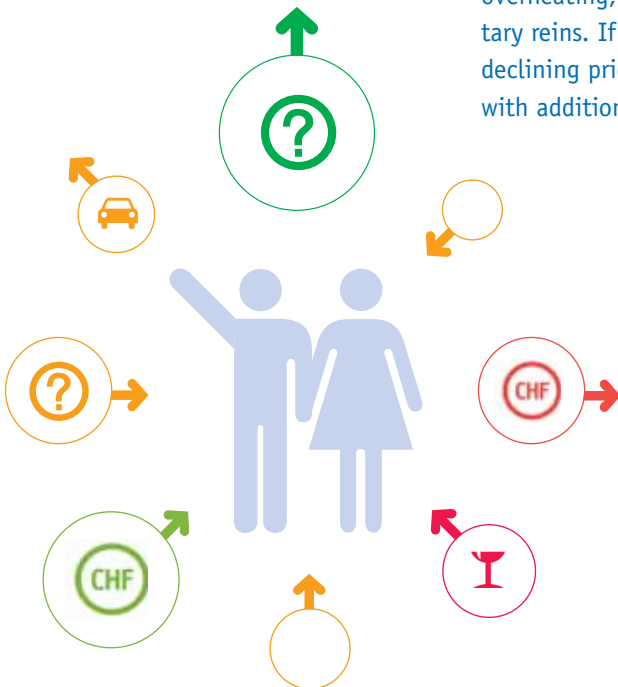 overheating,
tary reins. If
declining pri
with addition
?
?
CHF
CHF